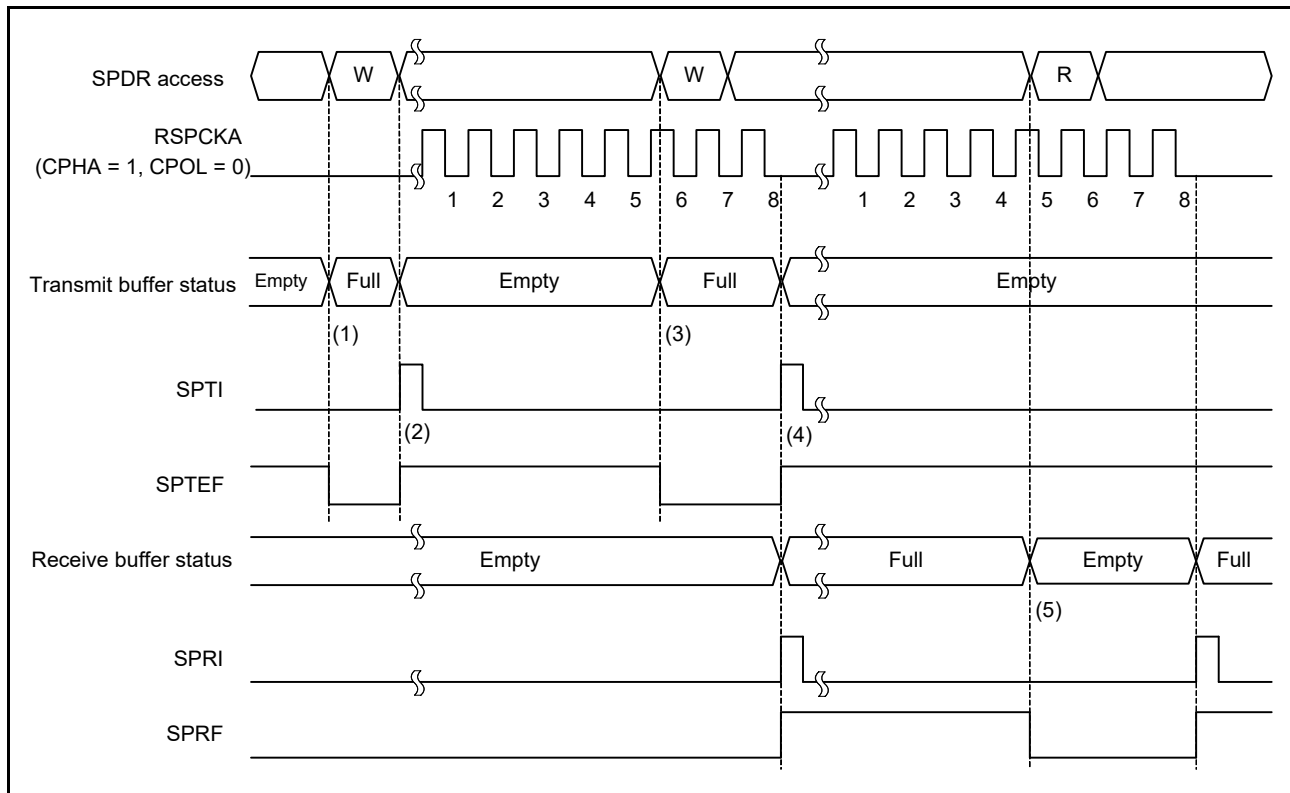 SPDR access W W R
RSPCKA
(CPHA = 1, CPOL = 0)
1 2 3 4 5 6 7 8 1 2 3 4 5 6 7 8
Transmit buffer status Empty Full Empty Full Empty
(1) (3)
SPTI
(2) (4)
SPTEF
Receive buffer status Empty Full Empty Full
(5)
SPRI
SPRF